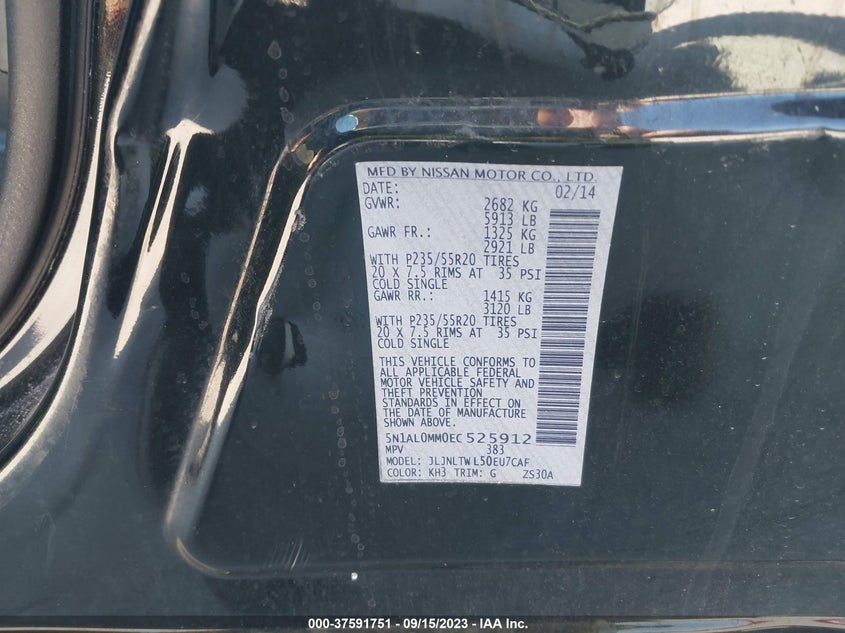 MFD BY NISSAN MOTOR CO., LTD.
DATE: 02/14
GVWR: 2682 KG
5913 LB
GAWR FR.: 1325 KG
2921 LB
WITH P235/55R20 TIRES
20 X 7.5 RIMS AT 35 PSI
COLD SINGLE
GAWR RR.: 1415 KG
3120 LB
WITH P235/55R20 TIRES
20 X 7.5 RIMS AT 35 PSI
COLD SINGLE
THIS VEHICLE CONFORMS TO
ALL APPLICABLE FEDERAL
MOTOR VEHICLE SAFETY AND
THEFT PREVENTION
STANDARDS IN EFFECT ON
THE DATE OF MANUFACTURE
SHOWN ABOVE.
5N1AL0MM0EC525912
MPV 383
MODEL: JLJNLTWL50EU7CAF
COLOR: KH3 TRIM: G ZS30A
000-37591751 - 09/15/2023 - IAA Inc.